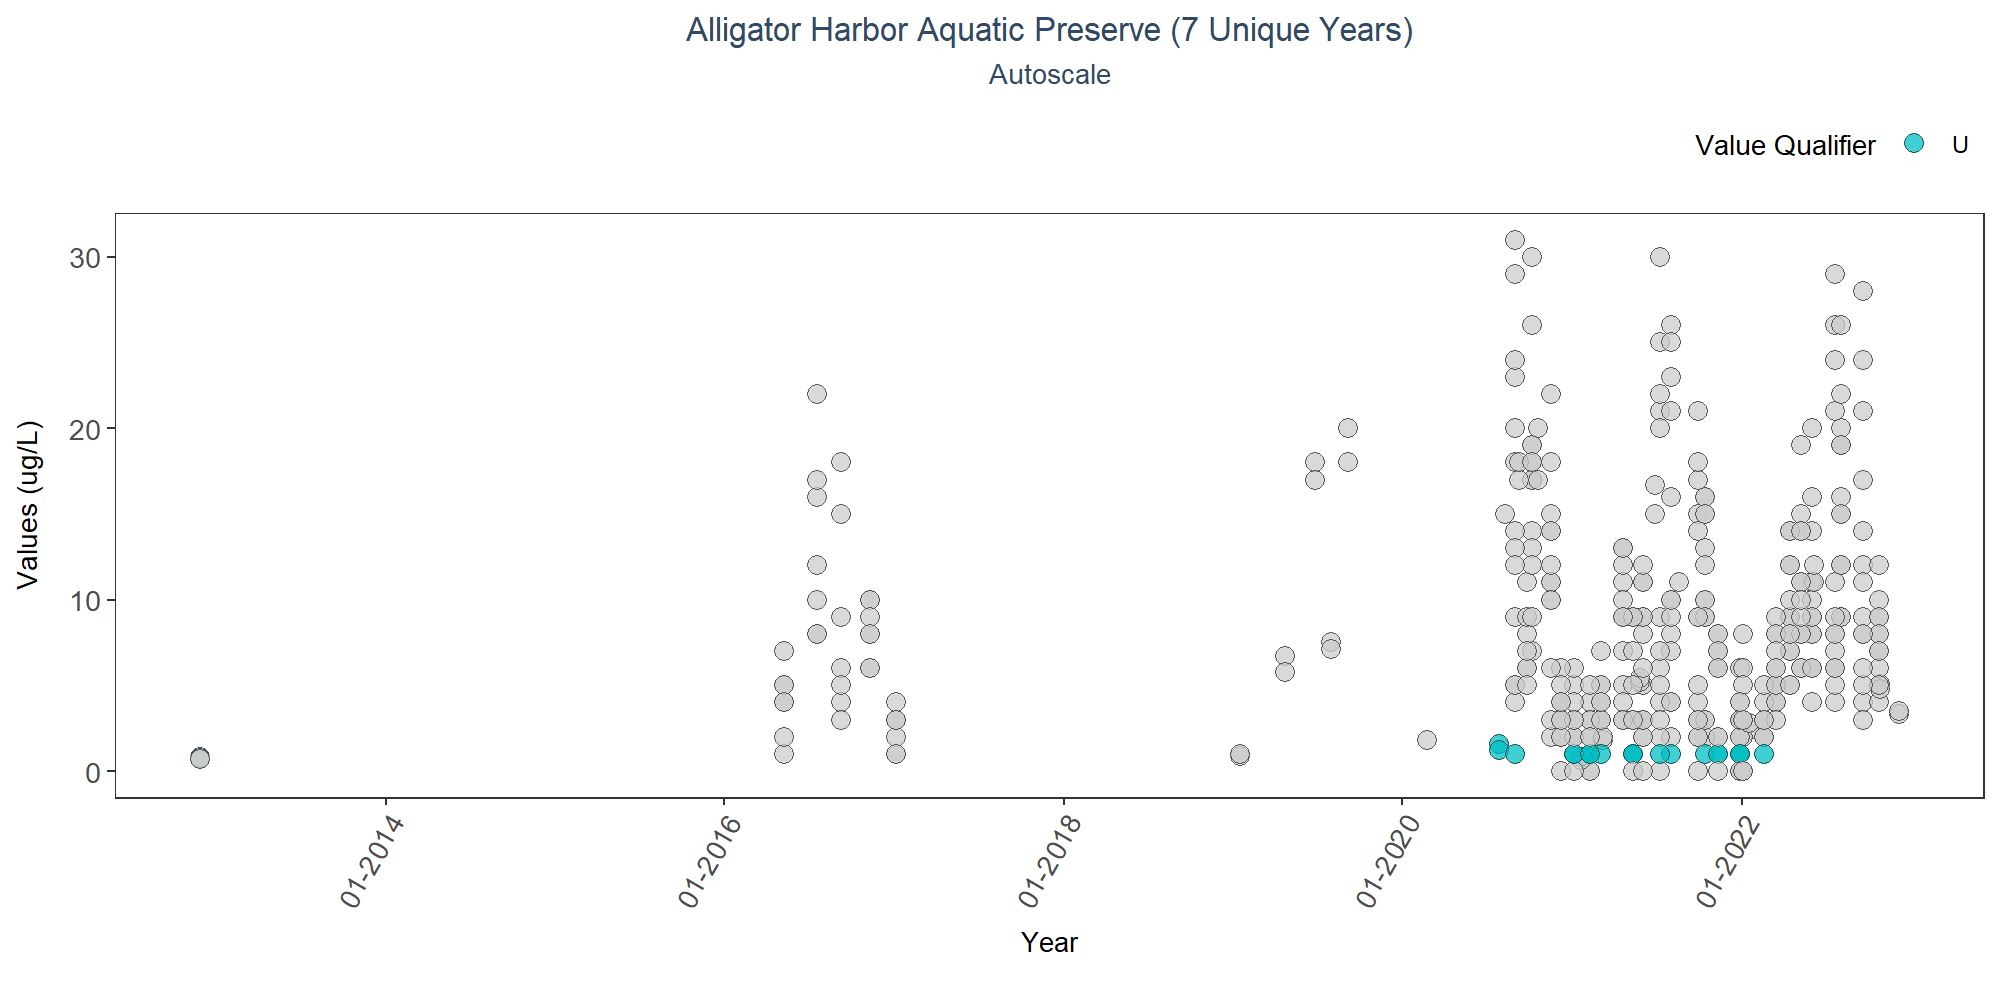 Alligator Harbor Aquatic Preserve (7 Unique Years)
Autoscale
Value Qualifier U
Values (ug/L)
30
20
10
0
01-2014
01-2016
01-2018
01-2020
01-2022
Year